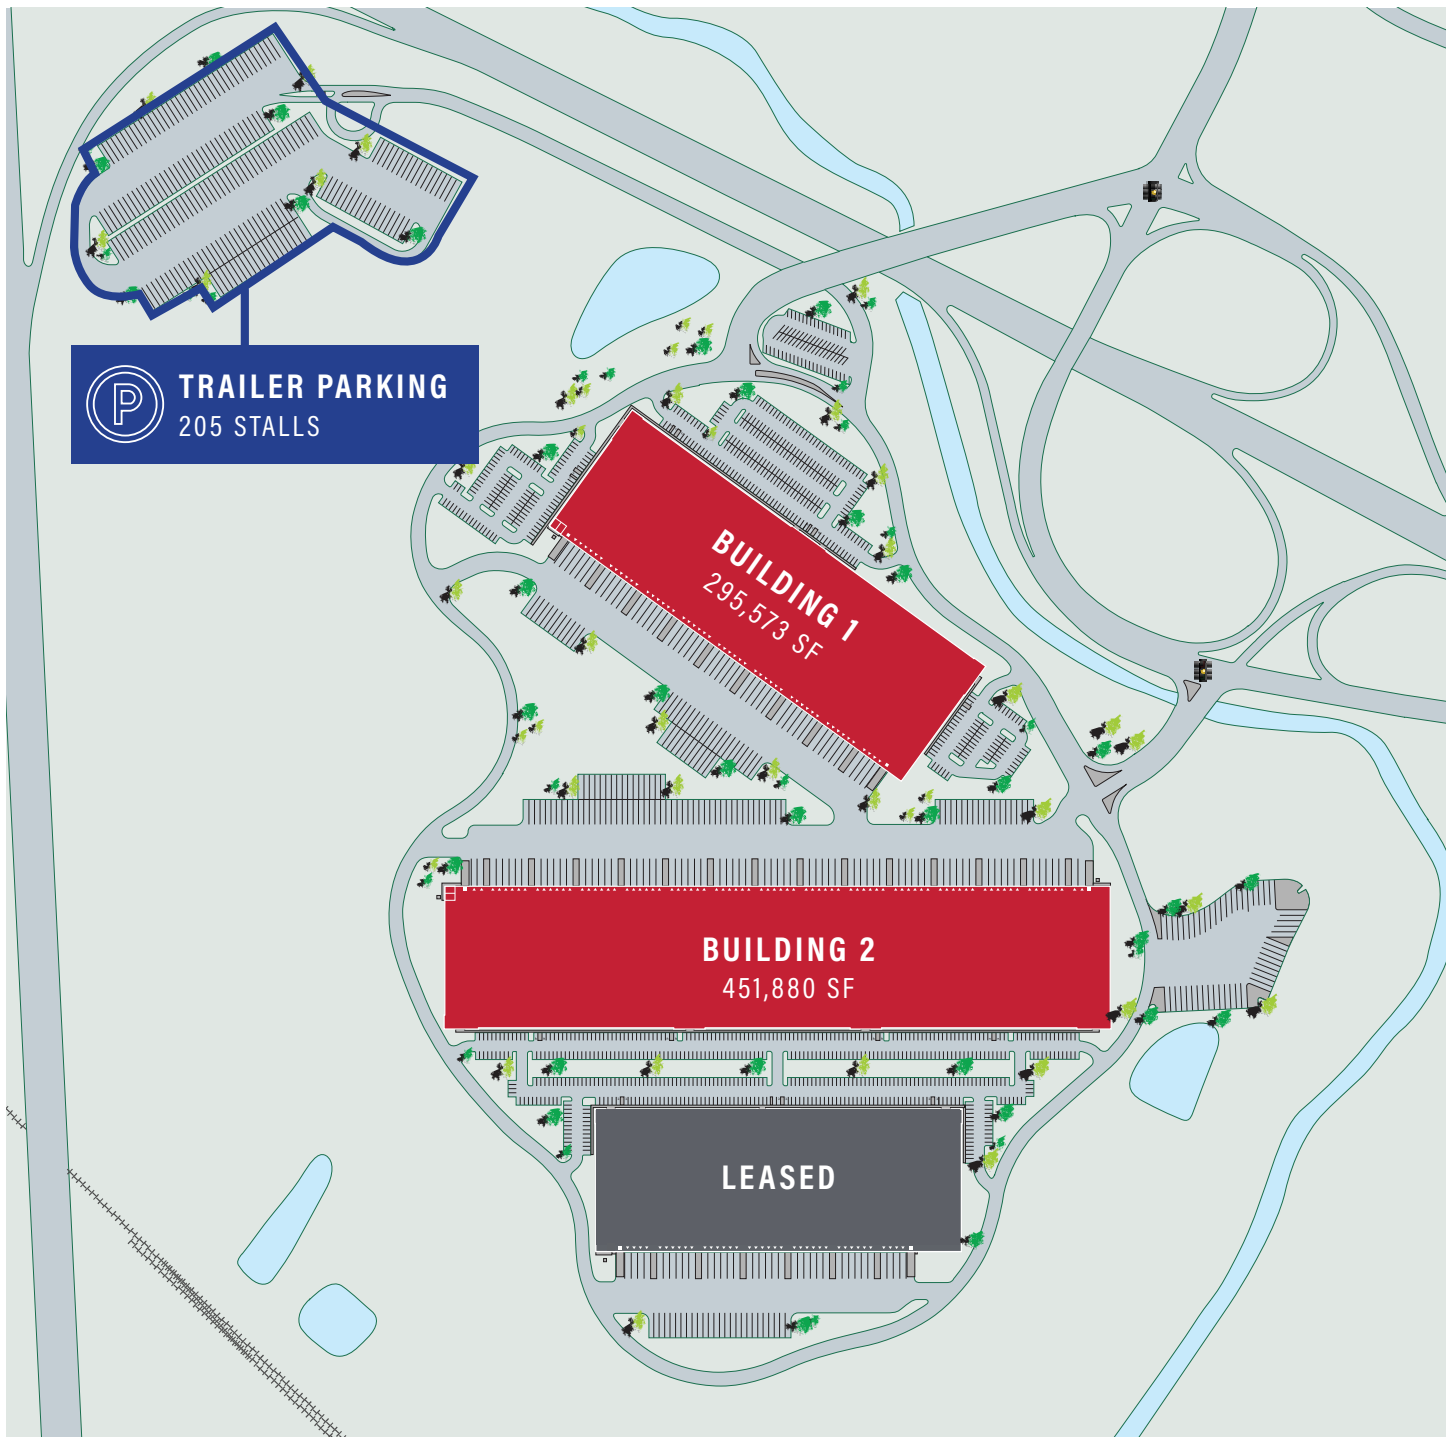 P
TRAILER PARKING
205 STALLS
BUILDING 1
295,573 SF
BUILDING 2
451,880 SF
LEASED